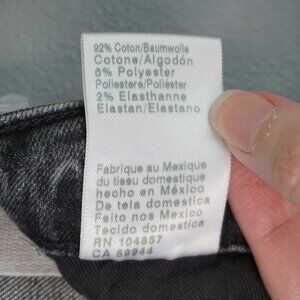 92% Coton/Baumwolle
Cotone/Algodón
6% Polyester
Poliestere/Poliéster
2% Elasthanne
Elastan/Elastano
Fabrique au Mexique
du tissu domestique
hecho en México
De tela domestica
Feito nos Mexico
Tecido domestica
RN 104857
CA 59944